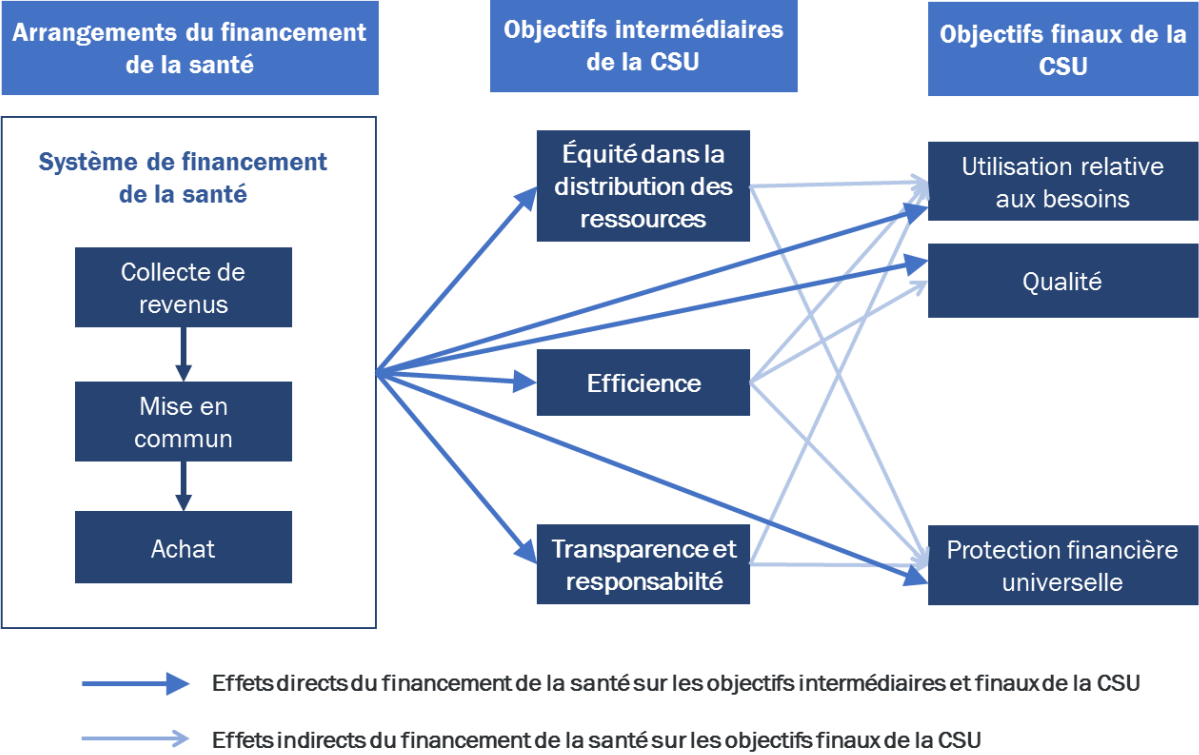 Arrangements du financement
de la santé
Objectifs intermédiaires
de la CSU
Objectifs finaux de la
CSU
Système de financement
de la santé
Collecte de
revenus
Mise en
commun
Achat
Équité dans la
distribution des
ressources
Efficience
Transparence et
responsabilté
Utilisation relative
aux besoins
Qualité
Protection financière
universelle
Effets directs du financement de la santé sur les objectifs intermédiaires et finaux de la CSU
Effets indirects du financement de la santé sur les objectifs finaux de la CSU